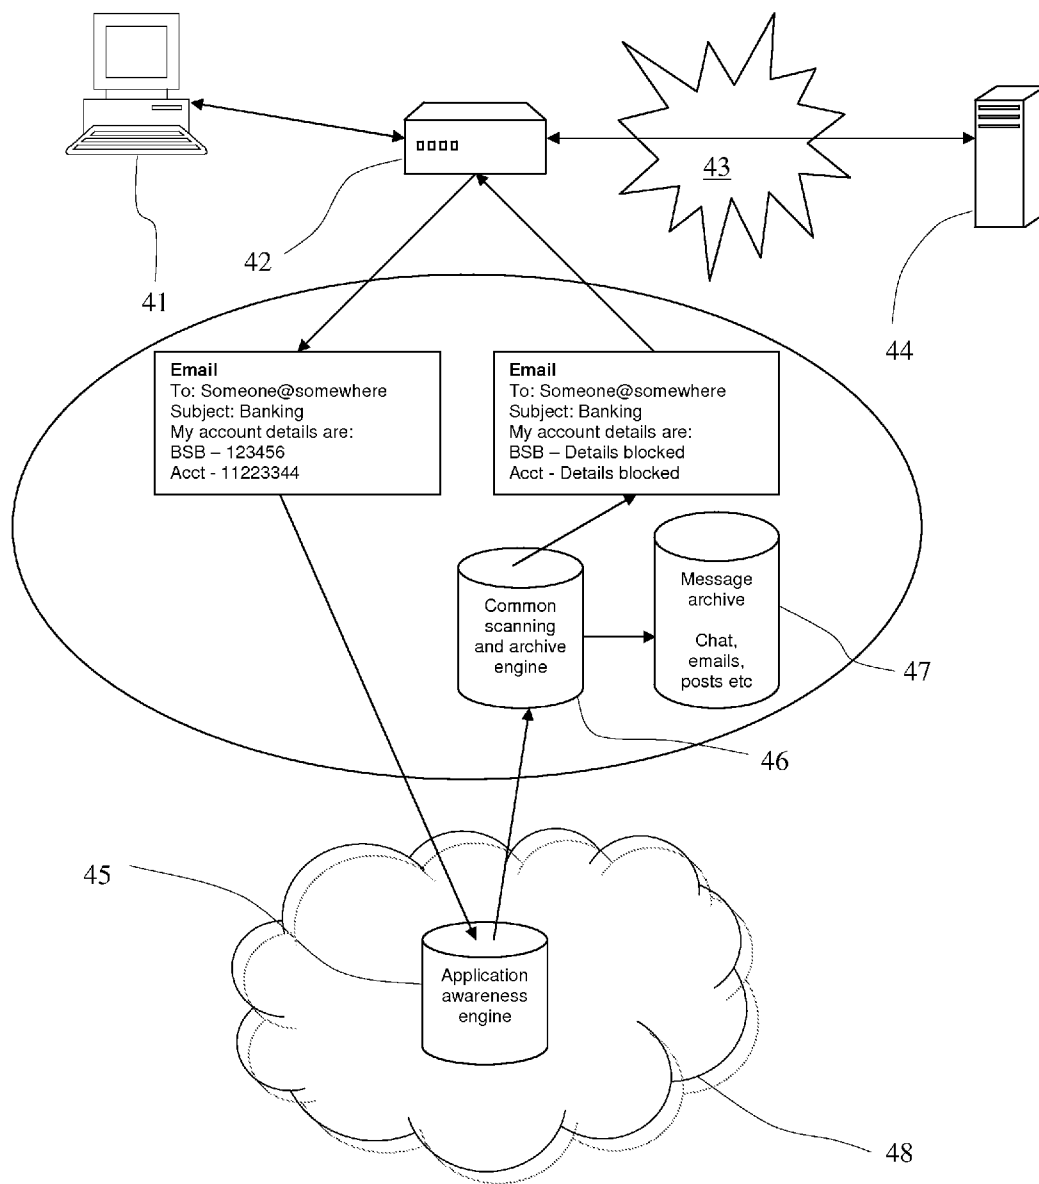 43
42
41
44
Email
To: Someone@somewhere
Subject: Banking
My account details are:
BSB – 123456
Acct - 11223344
Email
To: Someone@somewhere
Subject: Banking
My account details are:
BSB – Details blocked
Acct - Details blocked
Common
scanning
and archive
engine
Message
archive
Chat,
emails,
posts etc
47
46
45
Application
awareness
engine
48